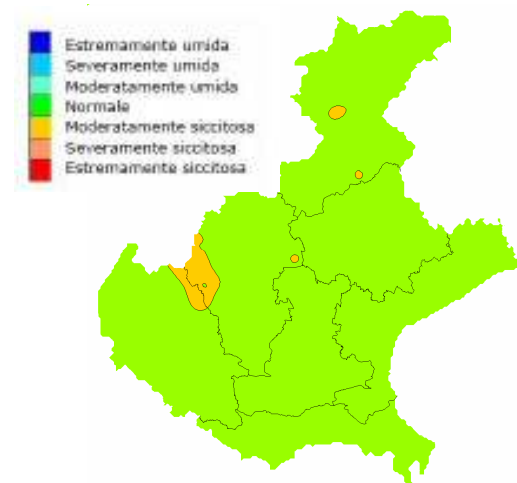 Estremamente umida
Severamente umida
Moderatamente umida
Normale
Moderatamente siccitosa
Severamente siccitosa
Estremamente siccitosa